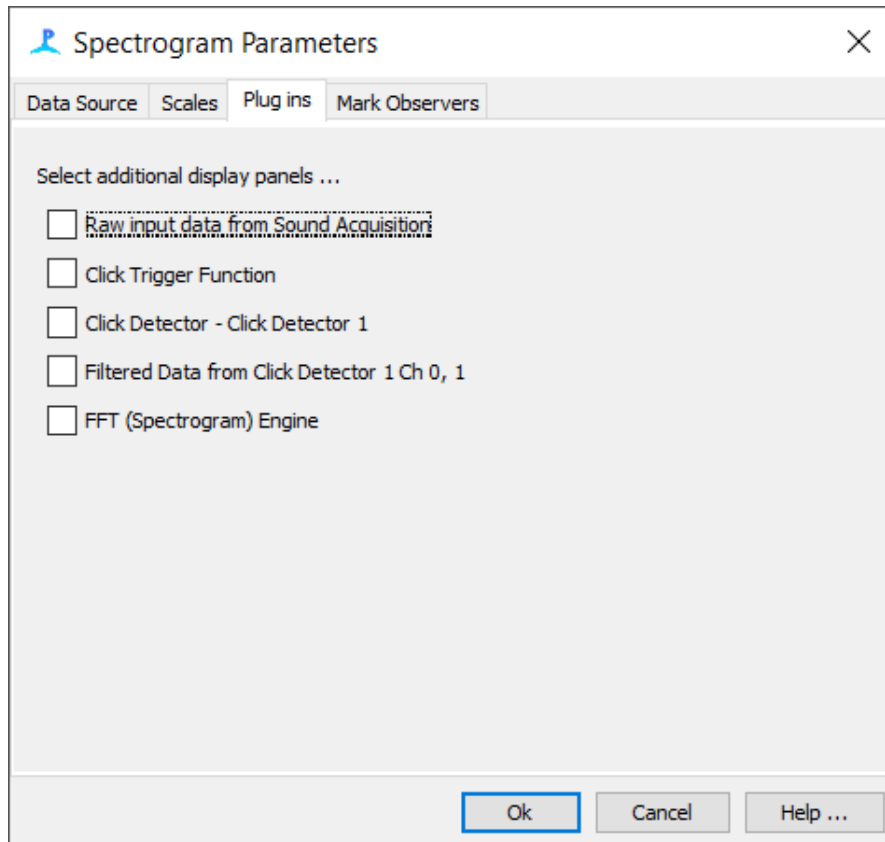 Spectrogram Parameters
Data Source Scales Plug ins Mark Observers
Select additional display panels ...
Raw input data from Sound Acquisition
Click Trigger Function
Click Detector - Click Detector 1
Filtered Data from Click Detector 1 Ch 0, 1
FFT (Spectrogram) Engine
Ok Cancel Help ...